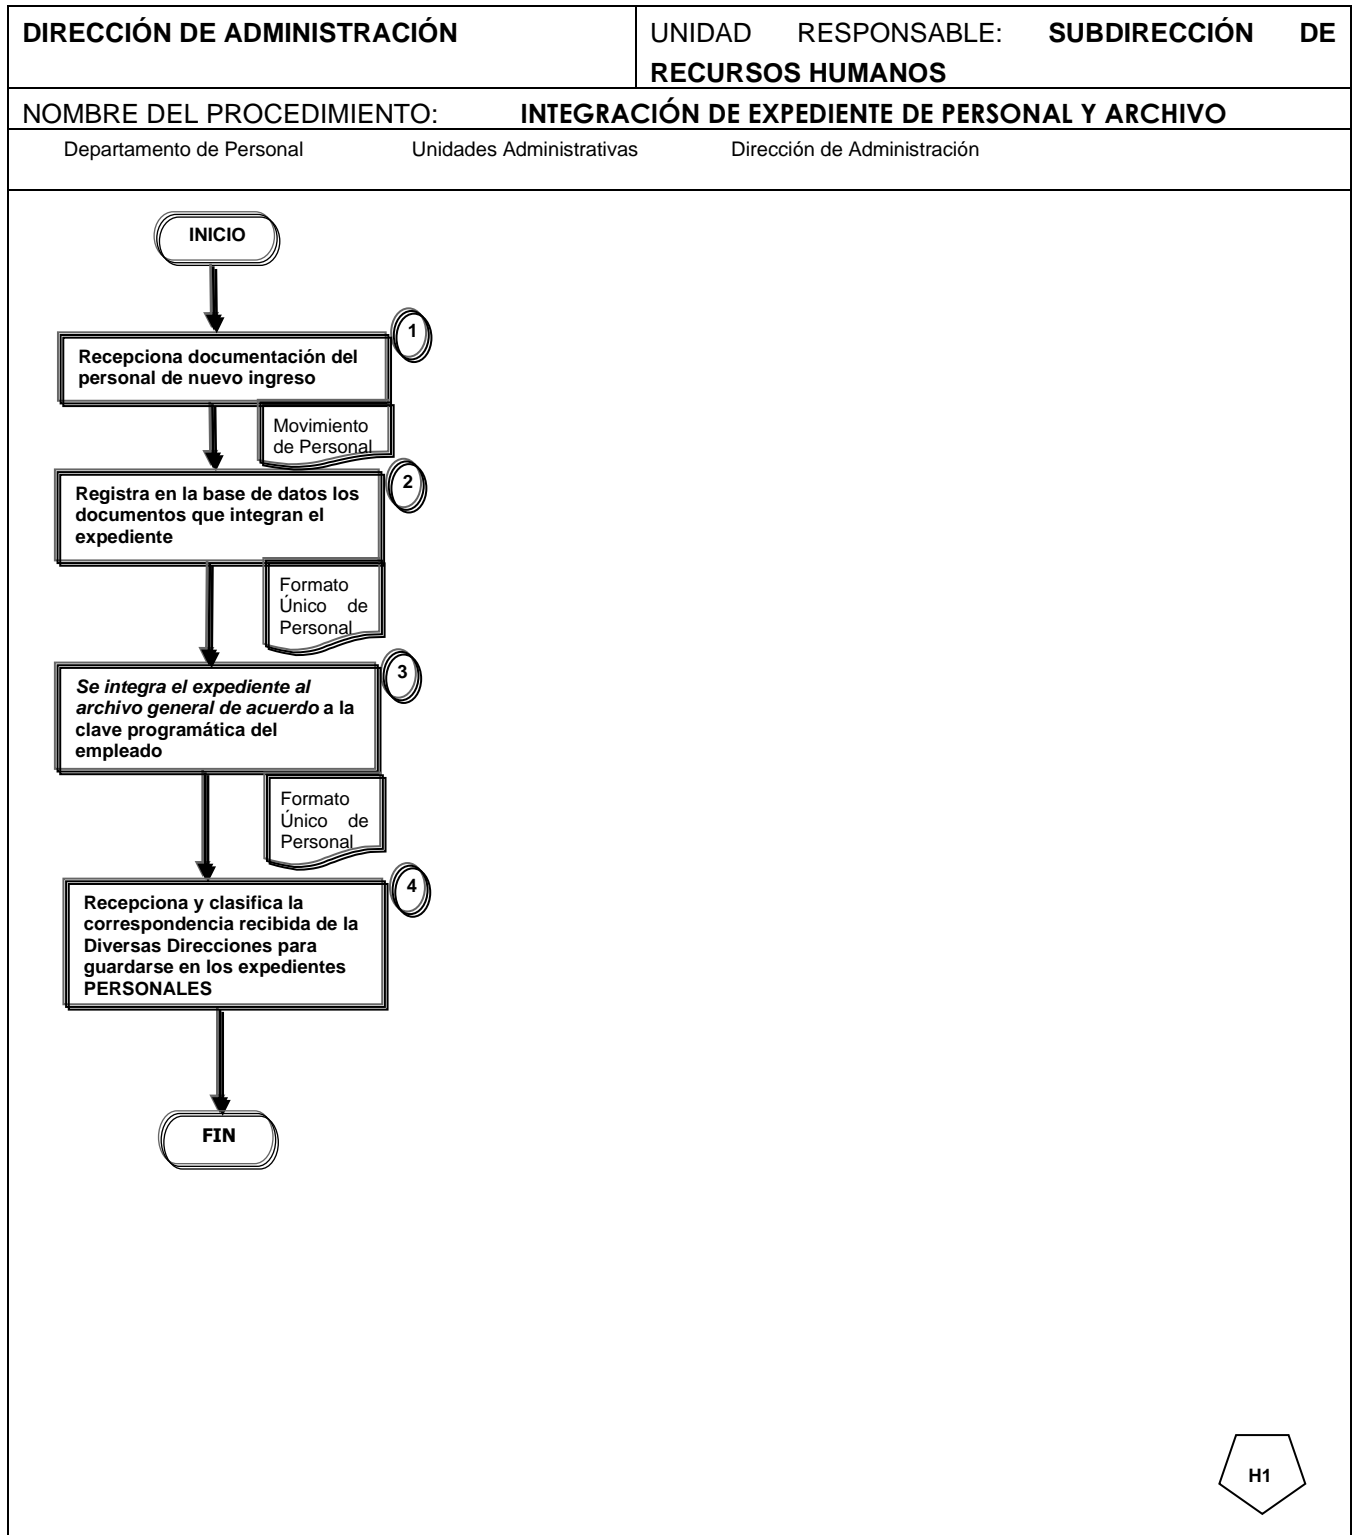 DIRECCIÓN DE ADMINISTRACIÓN
UNIDAD RESPONSABLE: SUBDIRECCIÓN DE
RECURSOS HUMANOS
NOMBRE DEL PROCEDIMIENTO: INTEGRACIÓN DE EXPEDIENTE DE PERSONAL Y ARCHIVO
Departamento de Personal Unidades Administrativas Dirección de Administración
INICIO
1
Recepciona documentación del
personal de nuevo ingreso
Movimiento
de Personal
2
Registra en la base de datos los
documentos que integran el
expediente
Formato
Único de
Personal
3
Se integra el expediente al
archivo general de acuerdo a la
clave programática del
empleado
Formato
Único de
Personal
4
Recepciona y clasifica la
correspondencia recibida de la
Diversas Direcciones para
guardarse en los expedientes
PERSONALES
FIN
H1